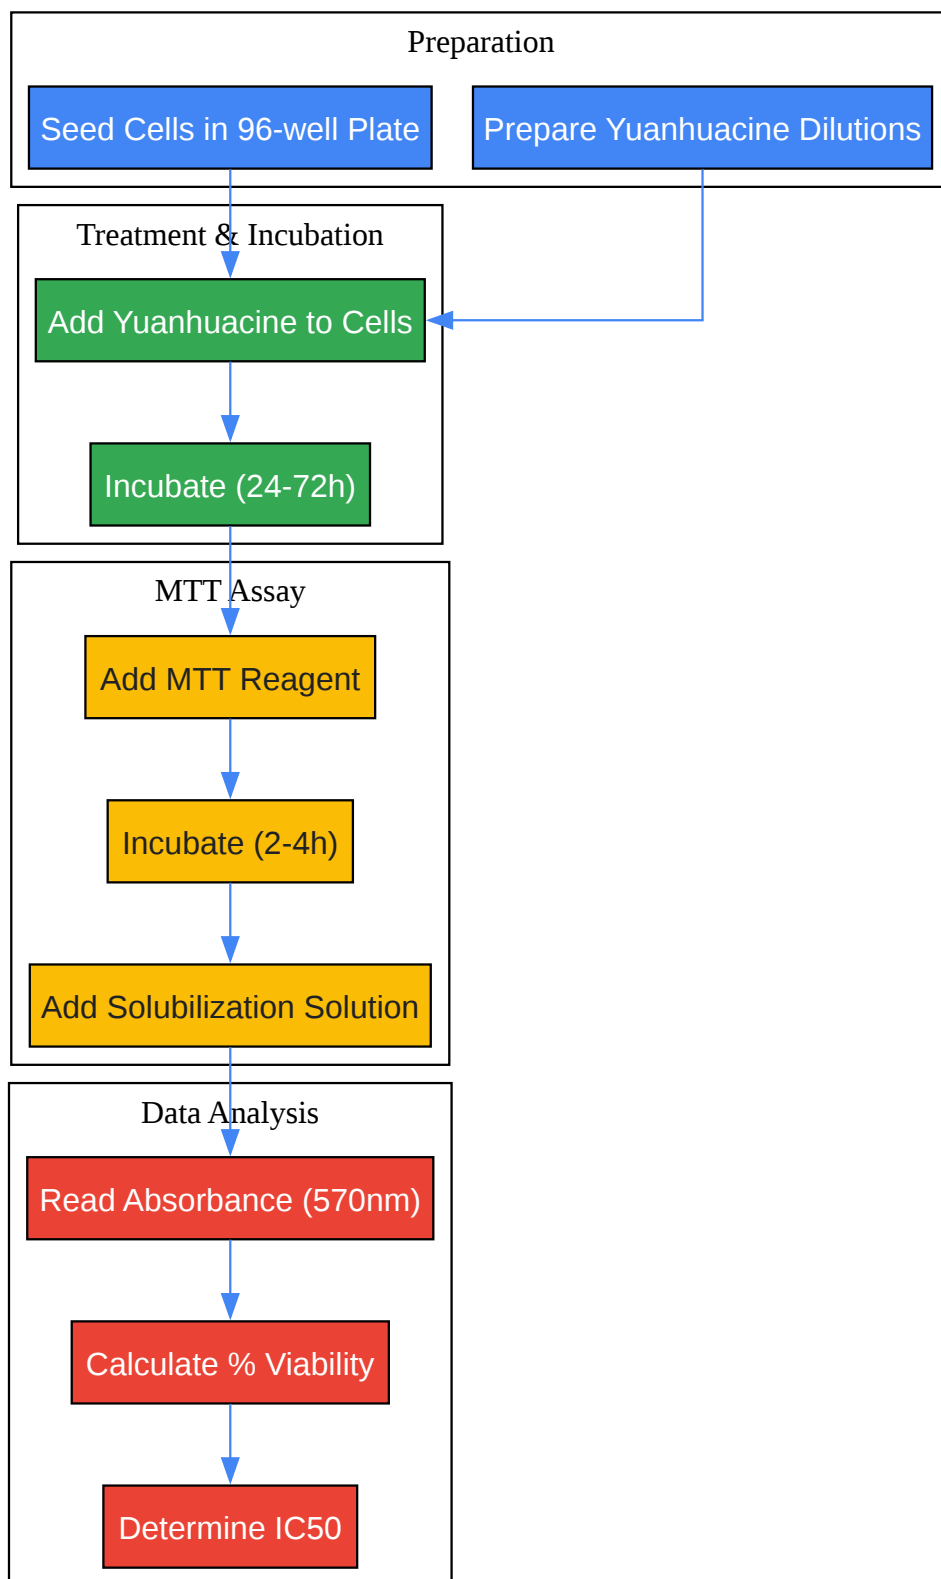 Preparation
Seed Cells in 96-well Plate
Prepare Yuanhuacine Dilutions
Treatment & Incubation
Add Yuanhuacine to Cells
Incubate (24-72h)
MTT Assay
Add MTT Reagent
Incubate (2-4h)
Add Solubilization Solution
Data Analysis
Read Absorbance (570nm)
Calculate % Viability
Determine IC50